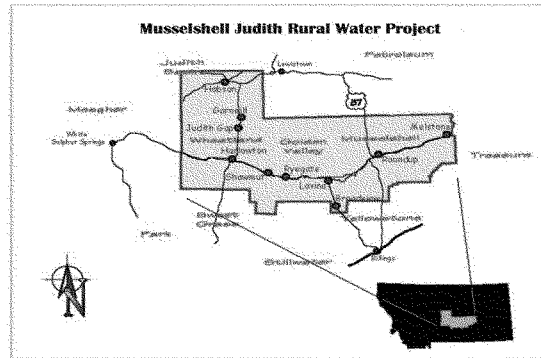 Musselshell Judith Rural Water Project
Judith
Basin
Lewistown
Petroleum
Hobson
87
Meagher
Garneill
Judith Gap
Melstone
White
Sulphur Springs
Wheatland
Golden
Valley
Musselshell
Harlowton
Roundup
Treasure
Shawmut
Ryegate
Lavina
Broadview
Sweet
Grass
Yellowstone
Park
Stillwater
Billings
N